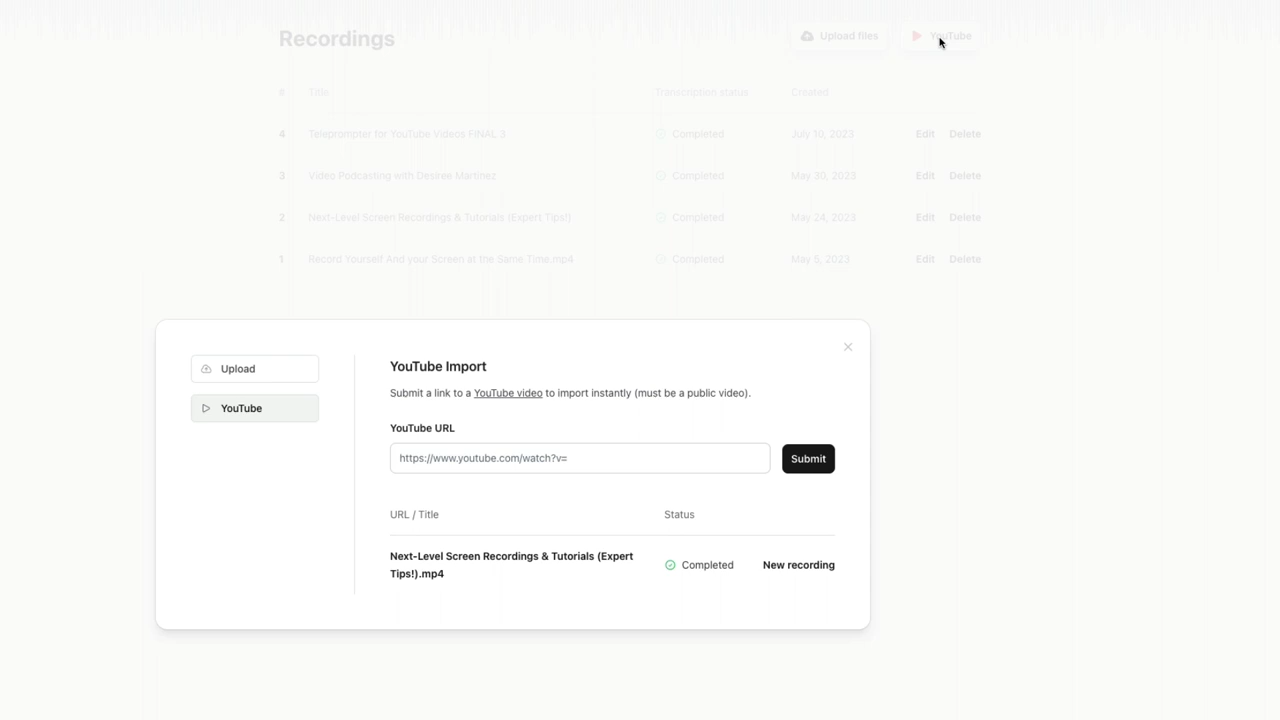 Recordings
Upload files
YouTube
# Title Transcription status Created
4 Teleprompter for YouTube Videos FINAL 3 Completed July 10, 2023 Edit Delete
3 Video Podcasting with Desiree Martinez Completed May 30, 2023 Edit Delete
2 Next-Level Screen Recordings & Tutorials (Expert Tips!) Completed May 24, 2023 Edit Delete
1 Record Yourself And your Screen at the Same Time.mp4 Completed May 5, 2023 Edit Delete
Upload
YouTube
YouTube Import
Submit a link to a YouTube video to import instantly (must be a public video).
YouTube URL
https://www.youtube.com/watch?v=
Submit
URL / Title Status
Next-Level Screen Recordings & Tutorials (Expert
Tips!).mp4
Completed
New recording